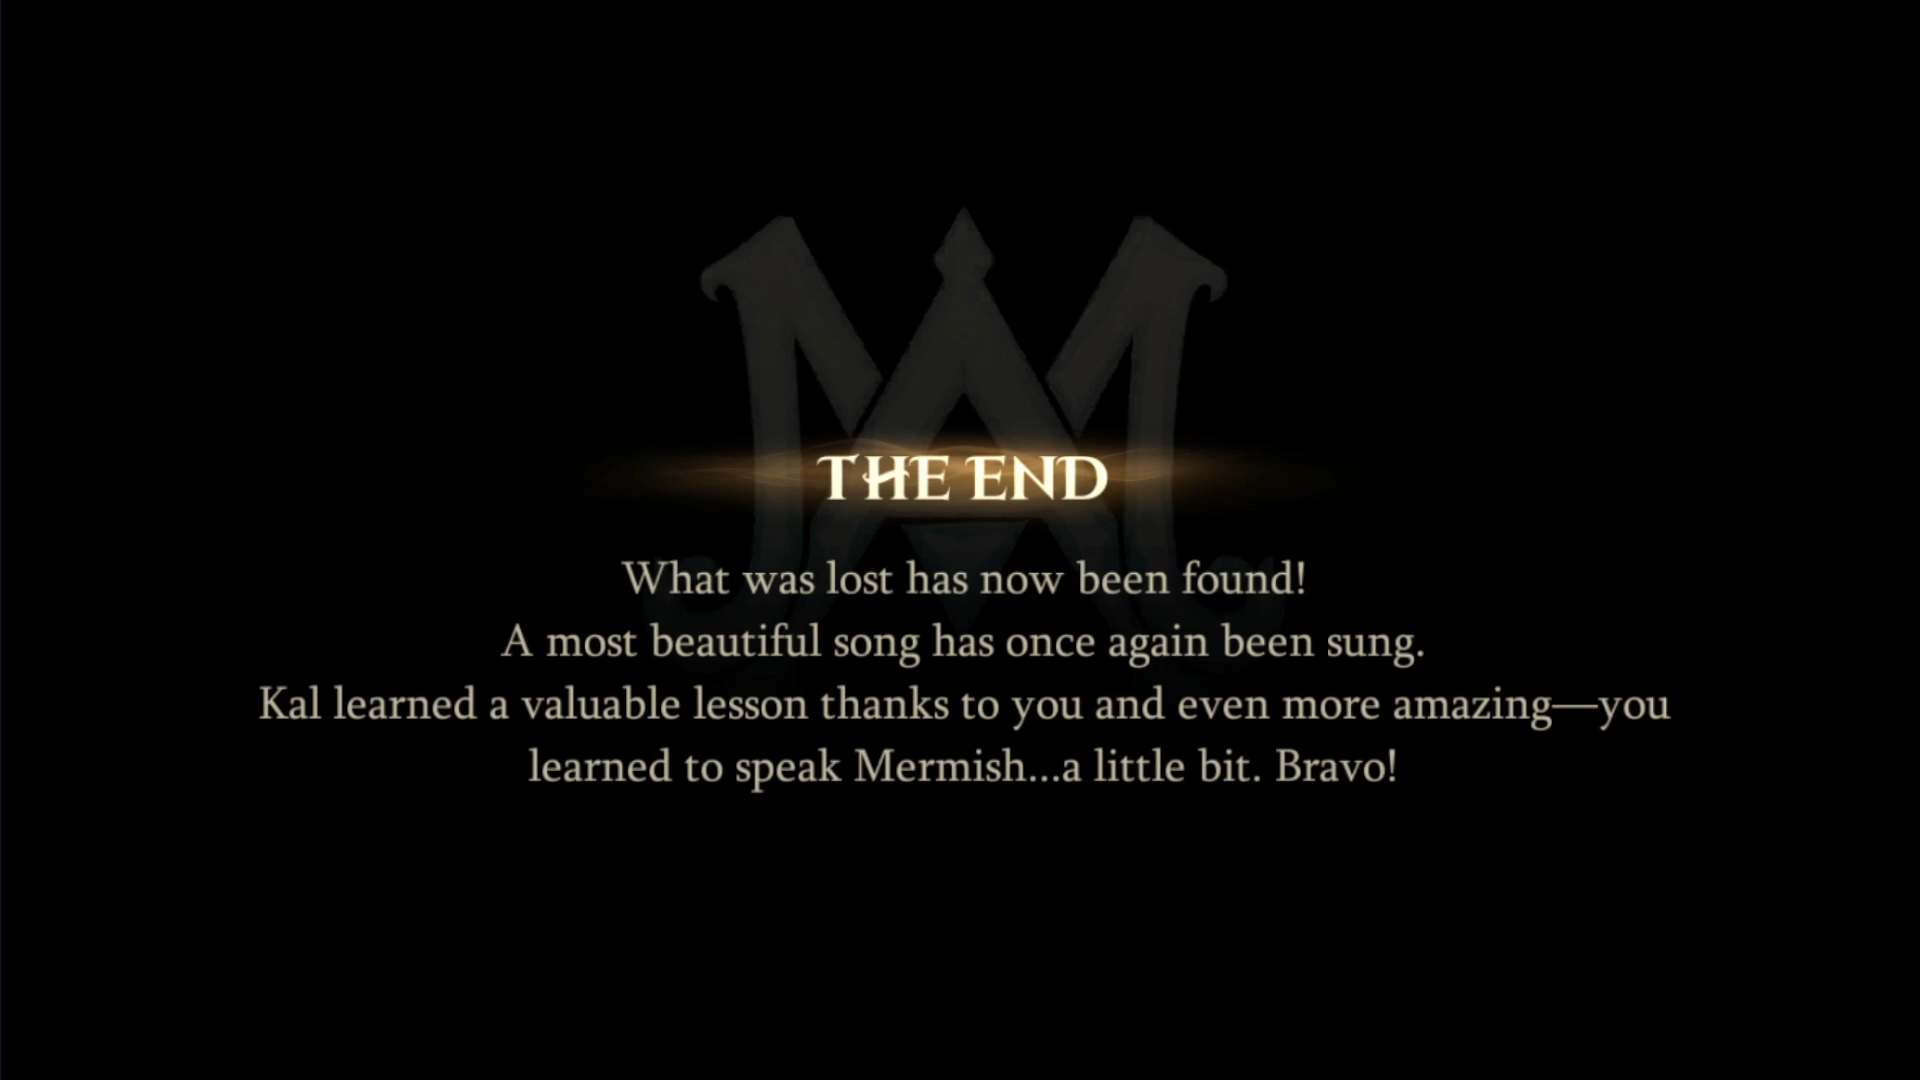 THE END
What was lost has now been found!
A most beautiful song has once again been sung.
Kal learned a valuable lesson thanks to you and even more amazing—you
learned to speak Mermish...a little bit. Bravo!